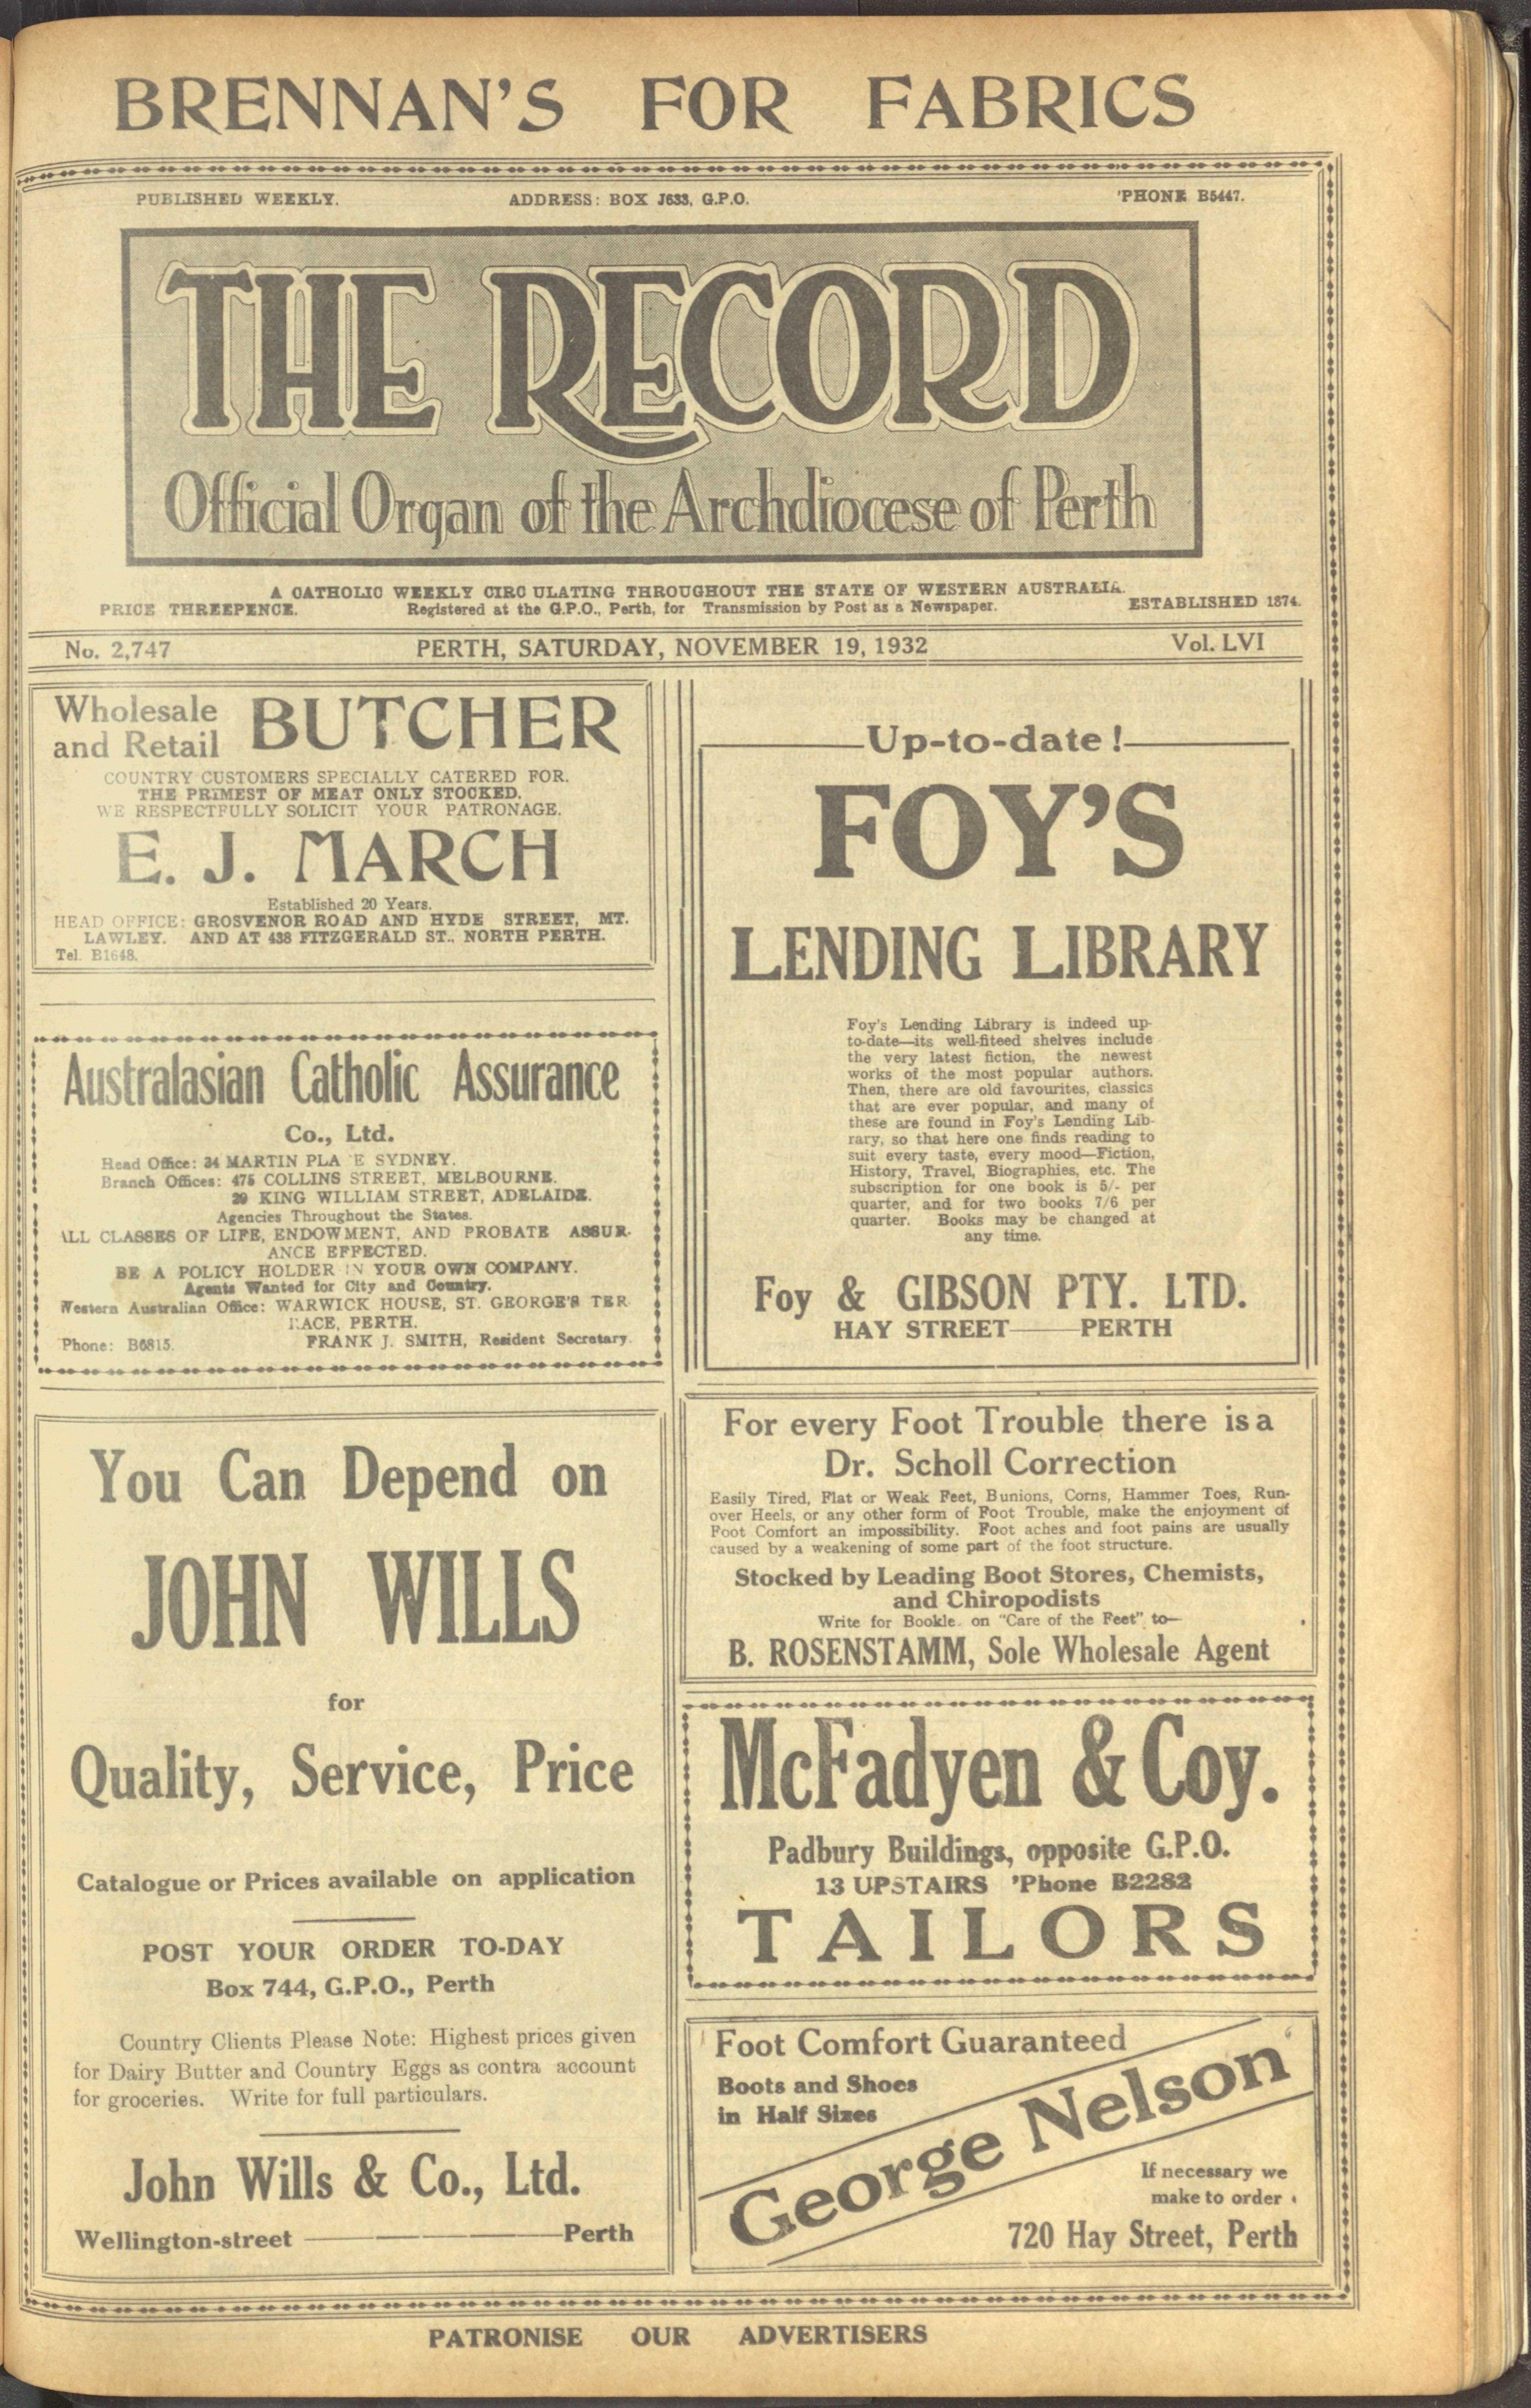 BRENNAN'S FOR FABRICS
PUBLISHED WEEKLY. ADDRESS: BOX J633, G.P.O. 'PHONE B5447.
THE RECORD
Official Organ of the Archdiocese of Perth
A CATHOLIC WEEKLY CIRC ULATING THROUGHOUT THE STATE OF WESTERN AUSTRALIA.
PRICE THREEPENCE. Registered at the G.P.O., Perth, for Transmission by Post as a Newspaper. ESTABLISHED 1874.
No. 2,747 PERTH, SATURDAY, NOVEMBER 19, 1932 Vol. LVI
Wholesale and Retail BUTCHER
COUNTRY CUSTOMERS SPECIALLY CATERED FOR.
THE PRIMEST OF MEAT ONLY STOCKED.
WE RESPECTFULLY SOLICIT YOUR PATRONAGE.
E. J. MARCH
Established 20 Years.
HEAD OFFICE: GROSVENOR ROAD AND HYDE STREET, MT.
LAWLEY. AND AT 438 FITZGERALD ST.. NORTH PERTH.
Tel. B1648.
Australasian Catholic Assurance
Co., Ltd.
Head Office: 34 MARTIN PLA E SYDNEY.
Branch Offices: 475 COLLINS STREET, MELBOURNE.
29 KING WILLIAM STREET, ADELAIDE.
Agencies Throughout the States.
ALL CLASSES OF LIFE, ENDOWMENT, AND PROBATE ASSUR-
ANCE EFFECTED.
BE A POLICY HOLDER IN YOUR OWN COMPANY.
Agents Wanted for City and Country.
Western Australian Office: WARWICK HOUSE, ST. GEORGE'S TER
RACE, PERTH.
Phone: B6815. FRANK J. SMITH, Resident Secretary.
You Can Depend on
JOHN WILLS
for
Quality, Service, Price
Catalogue or Prices available on application
POST YOUR ORDER TO-DAY
Box 744, G.P.O., Perth
Country Clients Please Note: Highest prices given
for Dairy Butter and Country Eggs as contra account
for groceries. Write for full particulars.
John Wills & Co., Ltd.
Wellington-street Perth
Up-to-date!
FOY'S
LENDING LIBRARY
Foy's Lending Library is indeed up-
to-date—its well-fiteed shelves include
the very latest fiction, the newest
works of the most popular authors.
Then, there are old favourites, classics
that are ever popular, and many of
these are found in Foy's Lending Lib-
rary, so that here one finds reading to
suit every taste, every mood—Fiction,
History, Travel, Biographies, etc. The
subscription for one book is 5/- per
quarter, and for two books 7/6 per
quarter. Books may be changed at
any time.
Foy & GIBSON PTY. LTD.
HAY STREET—PERTH
For every Foot Trouble there is a
Dr. Scholl Correction
Easily Tired, Flat or Weak Feet, Bunions, Corns, Hammer Toes, Run-
over Heels, or any other form of Foot Trouble, make the enjoyment of
Foot Comfort an impossibility. Foot aches and foot pains are usually
caused by a weakening of some part of the foot structure.
Stocked by Leading Boot Stores, Chemists,
and Chiropodists
Write for Bookle. on "Care of the Feet" to—
B. ROSENSTAMM, Sole Wholesale Agent
McFadyen & Coy.
Padbury Buildings, opposite G.P.O.
13 UPSTAIRS 'Phone B2282
TAILORS
Foot Comfort Guaranteed
Boots and Shoes
in Half Sizes
George Nelson
If necessary we
make to order
720 Hay Street, Perth
PATRONISE OUR ADVERTISERS